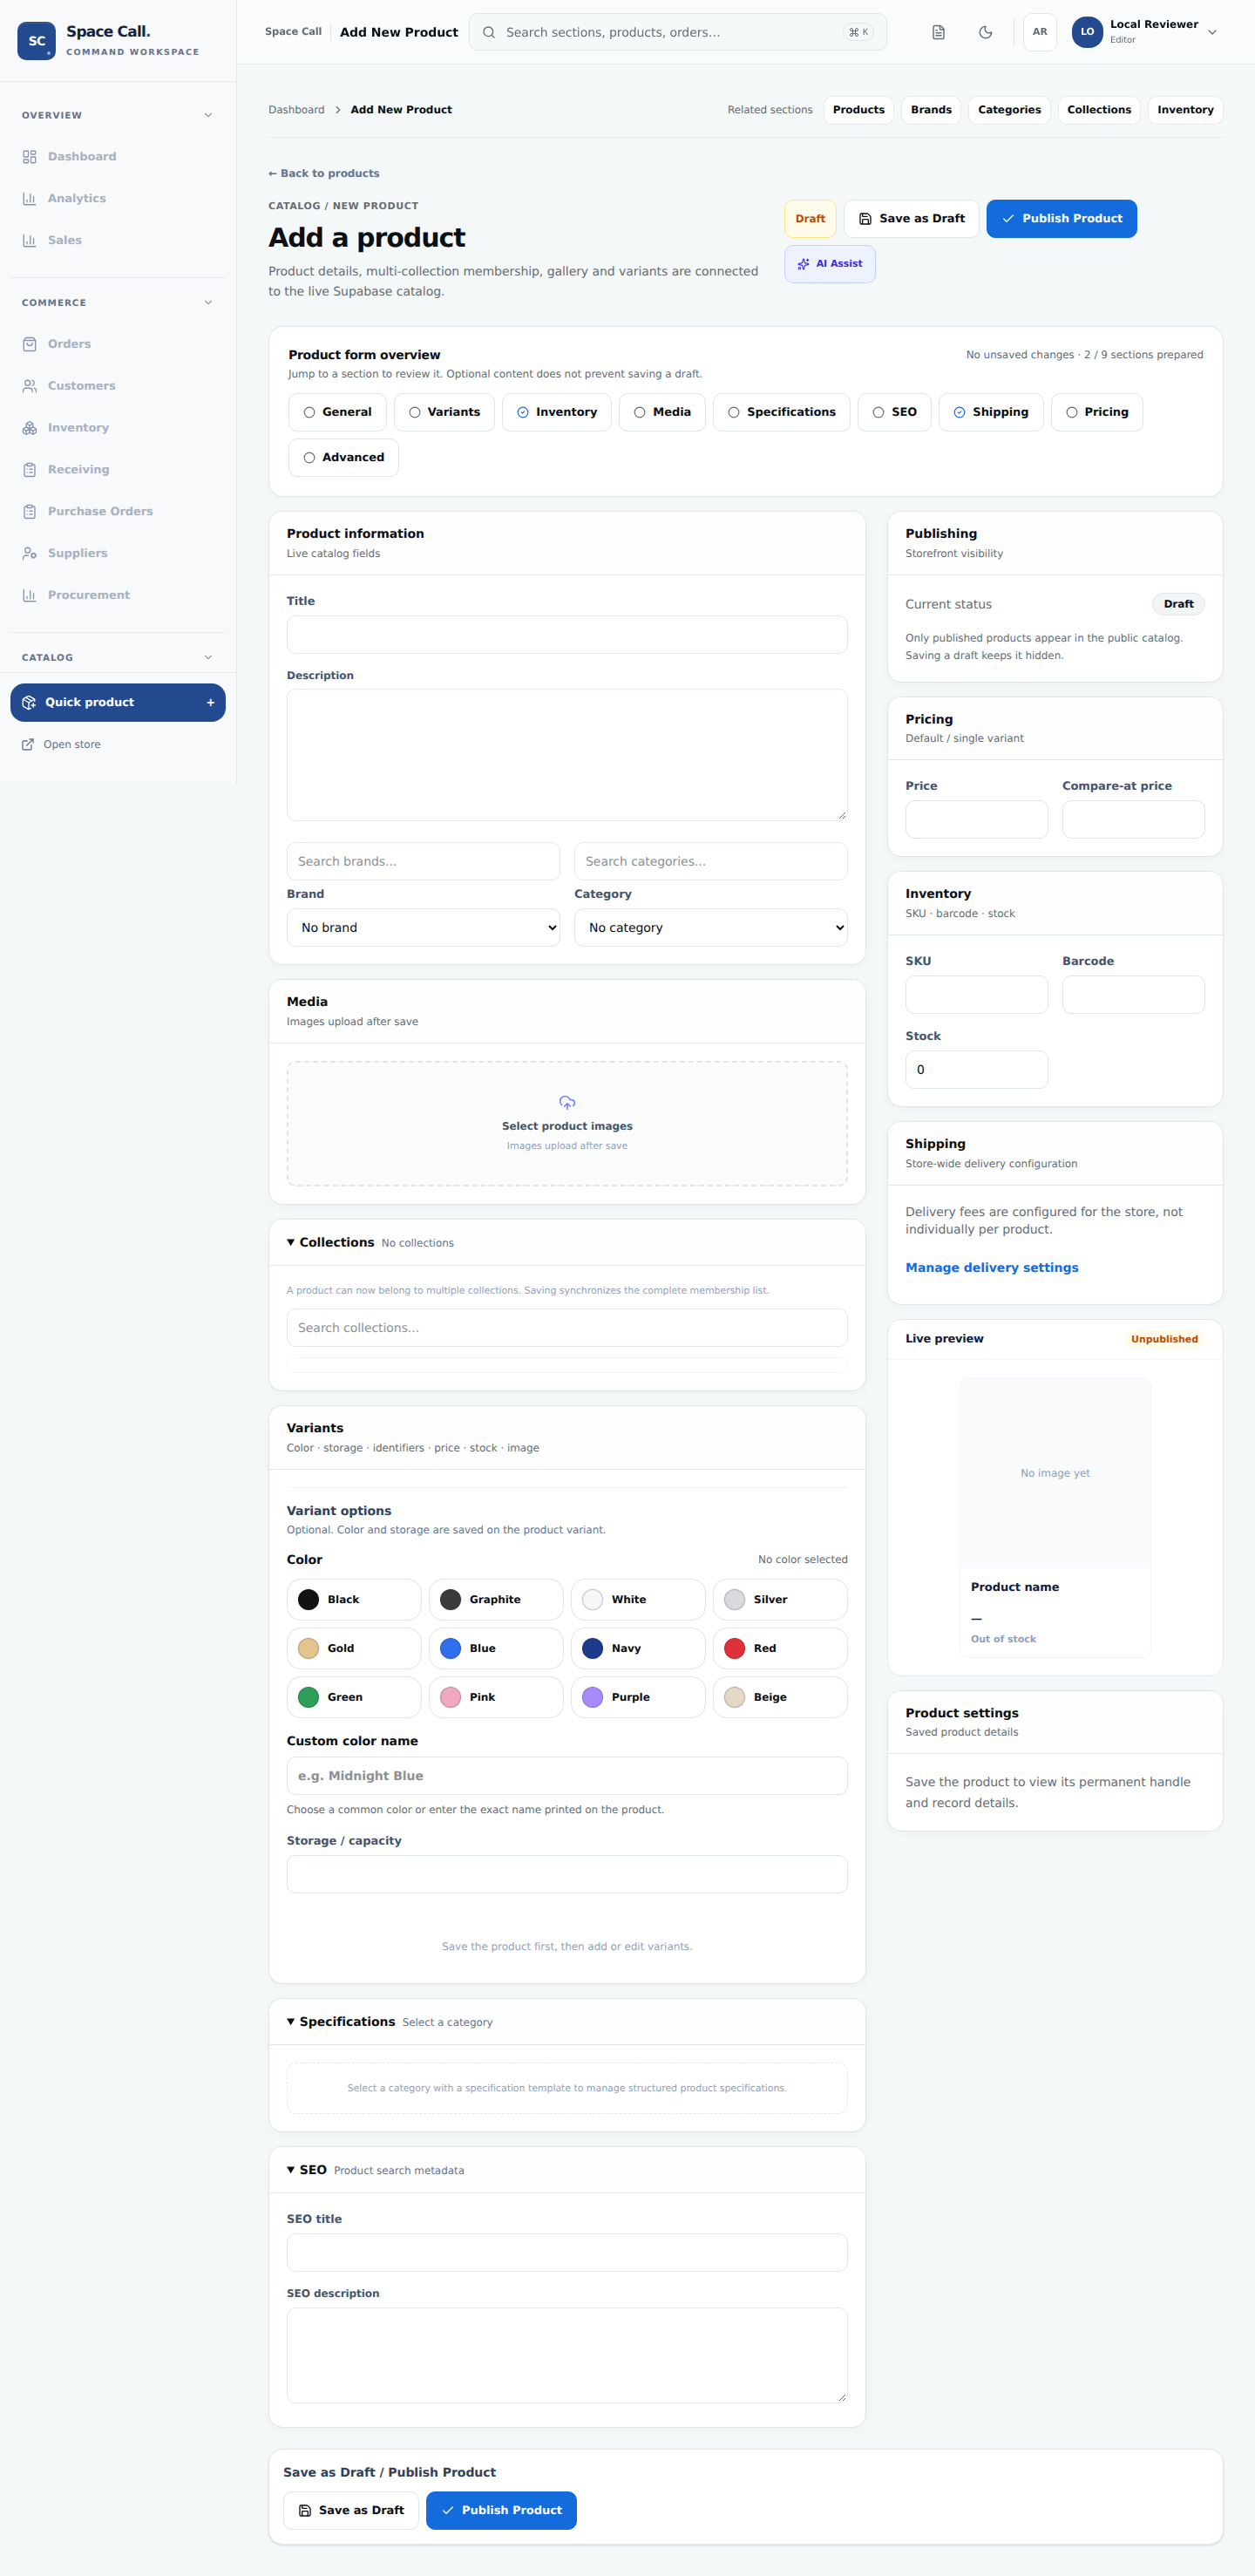 SC
Space Call.
COMMAND WORKSPACE
OVERVIEW
Dashboard
Analytics
Sales
COMMERCE
Orders
Customers
Inventory
Receiving
Purchase Orders
Suppliers
Procurement
CATALOG
Quick product +
Open store
Space Call Add New Product
Search sections, products, orders...
⌘ K
AR
LO
Local Reviewer
Editor
Dashboard > Add New Product
Related sections Products Brands Categories Collections Inventory
← Back to products
CATALOG / NEW PRODUCT
Add a product
Product details, multi-collection membership, gallery and variants are connected
to the live Supabase catalog.
Draft Save as Draft Publish Product
AI Assist
Product form overview
No unsaved changes · 2 / 9 sections prepared
Jump to a section to review it. Optional content does not prevent saving a draft.
General Variants Inventory Media Specifications SEO Shipping Pricing
Advanced
Product information
Live catalog fields
Title
Description
Search brands... Search categories...
Brand Category
No brand No category
Media
Images upload after save
Select product images
Images upload after save
Collections No collections
A product can now belong to multiple collections. Saving synchronizes the complete membership list.
Search collections...
Variants
Color · storage · identifiers · price · stock · image
Variant options
Optional. Color and storage are saved on the product variant.
Color No color selected
Black Graphite White Silver
Gold Blue Navy Red
Green Pink Purple Beige
Custom color name
e.g. Midnight Blue
Choose a common color or enter the exact name printed on the product.
Storage / capacity
Save the product first, then add or edit variants.
Specifications Select a category
Select a category with a specification template to manage structured product specifications.
SEO Product search metadata
SEO title
SEO description
Publishing
Storefront visibility
Current status Draft
Only published products appear in the public catalog.
Saving a draft keeps it hidden.
Pricing
Default / single variant
Price Compare-at price
Inventory
SKU · barcode · stock
SKU Barcode
Stock
0
Shipping
Store-wide delivery configuration
Delivery fees are configured for the store, not
individually per product.
Manage delivery settings
Live preview Unpublished
No image yet
Product name
—
Out of stock
Product settings
Saved product details
Save the product to view its permanent handle
and record details.
Save as Draft / Publish Product
Save as Draft Publish Product